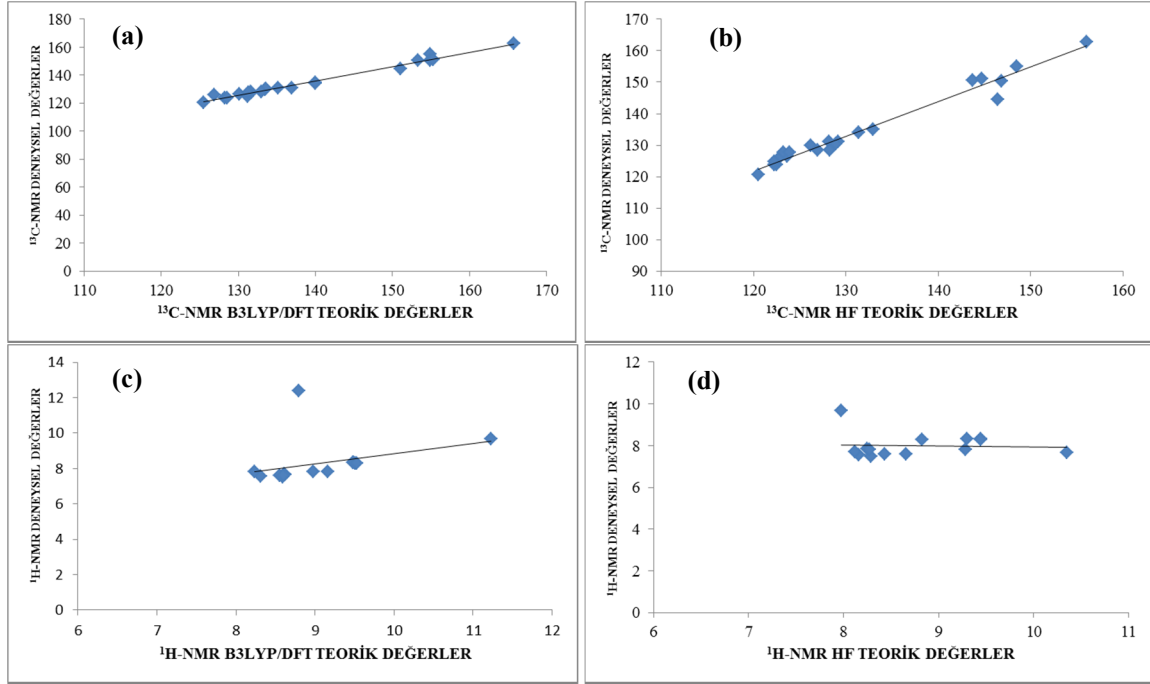 (a)
180
160
140
120
100
80
60
40
20
0
¹³C-NMR DENEYSEL DEĞERLER
110 120 130 140 150 160 170
¹³C-NMR B3LYP/DFT TEORİK DEĞERLER
(b)
170
160
150
140
130
120
110
100
90
¹³C-NMR DENEYSEL DEĞERLER
110 120 130 140 150 160
¹³C-NMR HF TEORİK DEĞERLER
(c)
14
12
10
8
6
4
2
0
¹H-NMR DENEYSEL DEĞERLER
6 7 8 9 10 11 12
¹H-NMR B3LYP/DFT TEORİK DEĞERLER
(d)
12
10
8
6
4
2
0
¹H-NMR DENEYSEL DEĞERLER
6 7 8 9 10 11
¹H-NMR HF TEORİK DEĞERLER